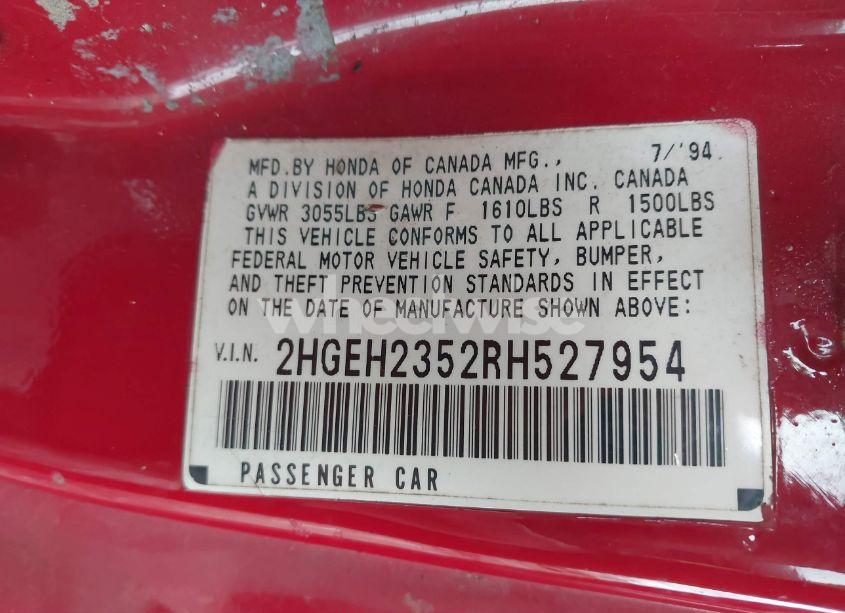 MFD.BY HONDA OF CANADA MFG., 7/'94
A DIVISION OF HONDA CANADA INC. CANADA
GVWR 3055LBS GAWR F 1610LBS R 1500LBS
THIS VEHICLE CONFORMS TO ALL APPLICABLE
FEDERAL MOTOR VEHICLE SAFETY, BUMPER,
AND THEFT PREVENTION STANDARDS IN EFFECT
ON THE DATE OF MANUFACTURE SHOWN ABOVE:
wheelwise
V.I.N. 2HGEH2352RH527954
PASSENGER CAR